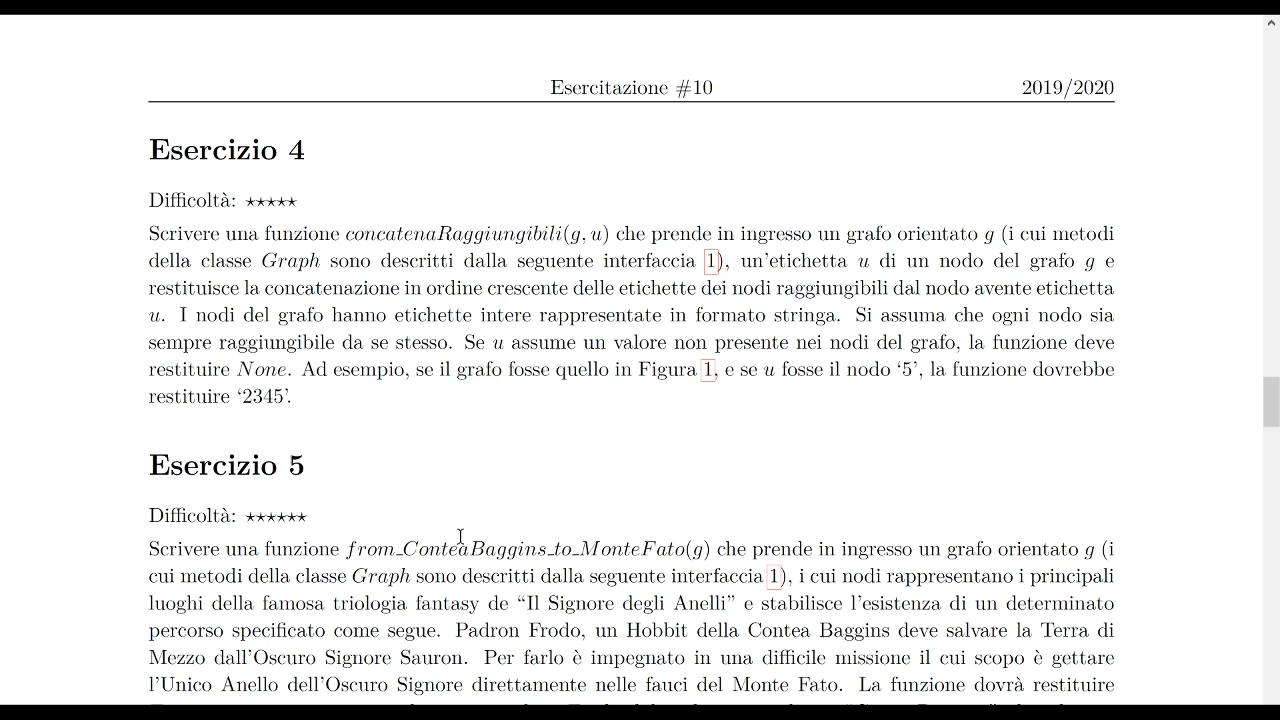 Esercitazione #10 2019/2020
Esercizio 4
Difficoltà: ⋆⋆⋆⋆⋆
Scrivere una funzione concatenaRaggiungibili(g, u) che prende in ingresso un grafo orientato g (i cui metodi
della classe Graph sono descritti dalla seguente interfaccia 1), un'etichetta u di un nodo del grafo g e
restituisce la concatenazione in ordine crescente delle etichette dei nodi raggiungibili dal nodo avente etichetta
u. I nodi del grafo hanno etichette intere rappresentate in formato stringa. Si assuma che ogni nodo sia
sempre raggiungibile da se stesso. Se u assume un valore non presente nei nodi del grafo, la funzione deve
restituire None. Ad esempio, se il grafo fosse quello in Figura 1, e se u fosse il nodo ‘5’, la funzione dovrebbe
restituire ‘2345’.
Esercizio 5
Difficoltà: ⋆⋆⋆⋆⋆⋆
Scrivere una funzione from_ConteaBaggins_to_MonteFato(g) che prende in ingresso un grafo orientato g (i
cui metodi della classe Graph sono descritti dalla seguente interfaccia 1), i cui nodi rappresentano i principali
luoghi della famosa triologia fantasy de “Il Signore degli Anelli” e stabilisce l'esistenza di un determinato
percorso specificato come segue. Padron Frodo, un Hobbit della Contea Baggins deve salvare la Terra di
Mezzo dall'Oscuro Signore Sauron. Per farlo è impegnato in una difficile missione il cui scopo è gettare
l'Unico Anello dell'Oscuro Signore direttamente nelle fauci del Monte Fato. La funzione dovrà restituire